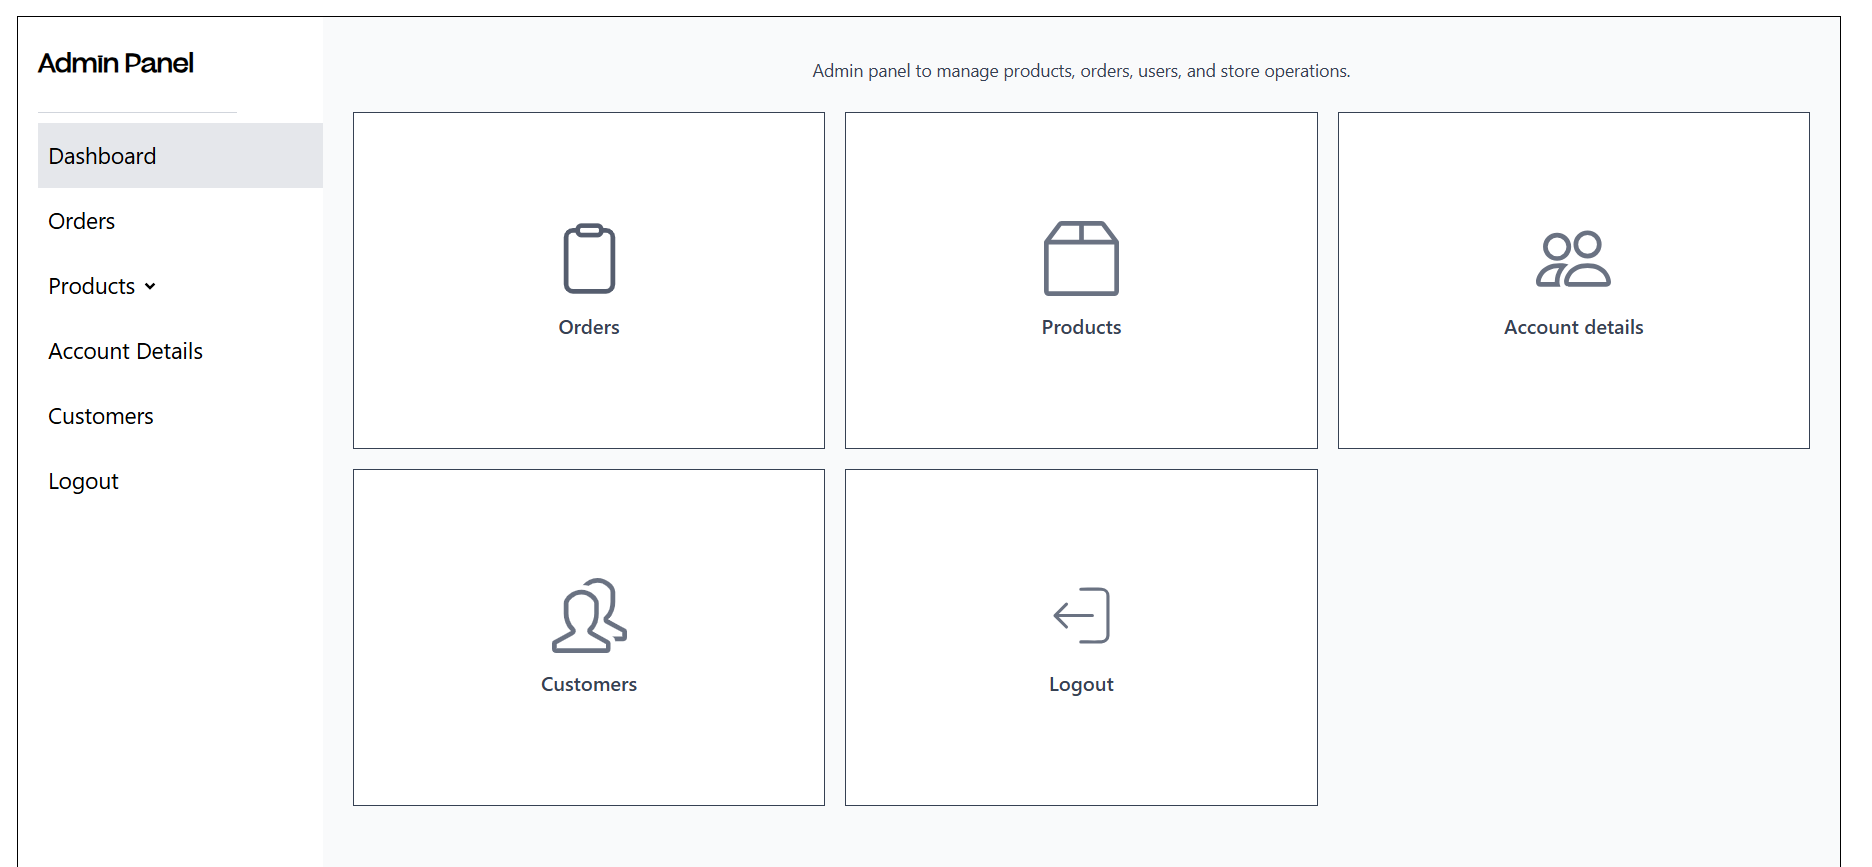 Admin Panel
Dashboard
Orders
Products
Account Details
Customers
Logout
Admin panel to manage products, orders, users, and store operations.
Orders
Products
Account details
Customers
Logout